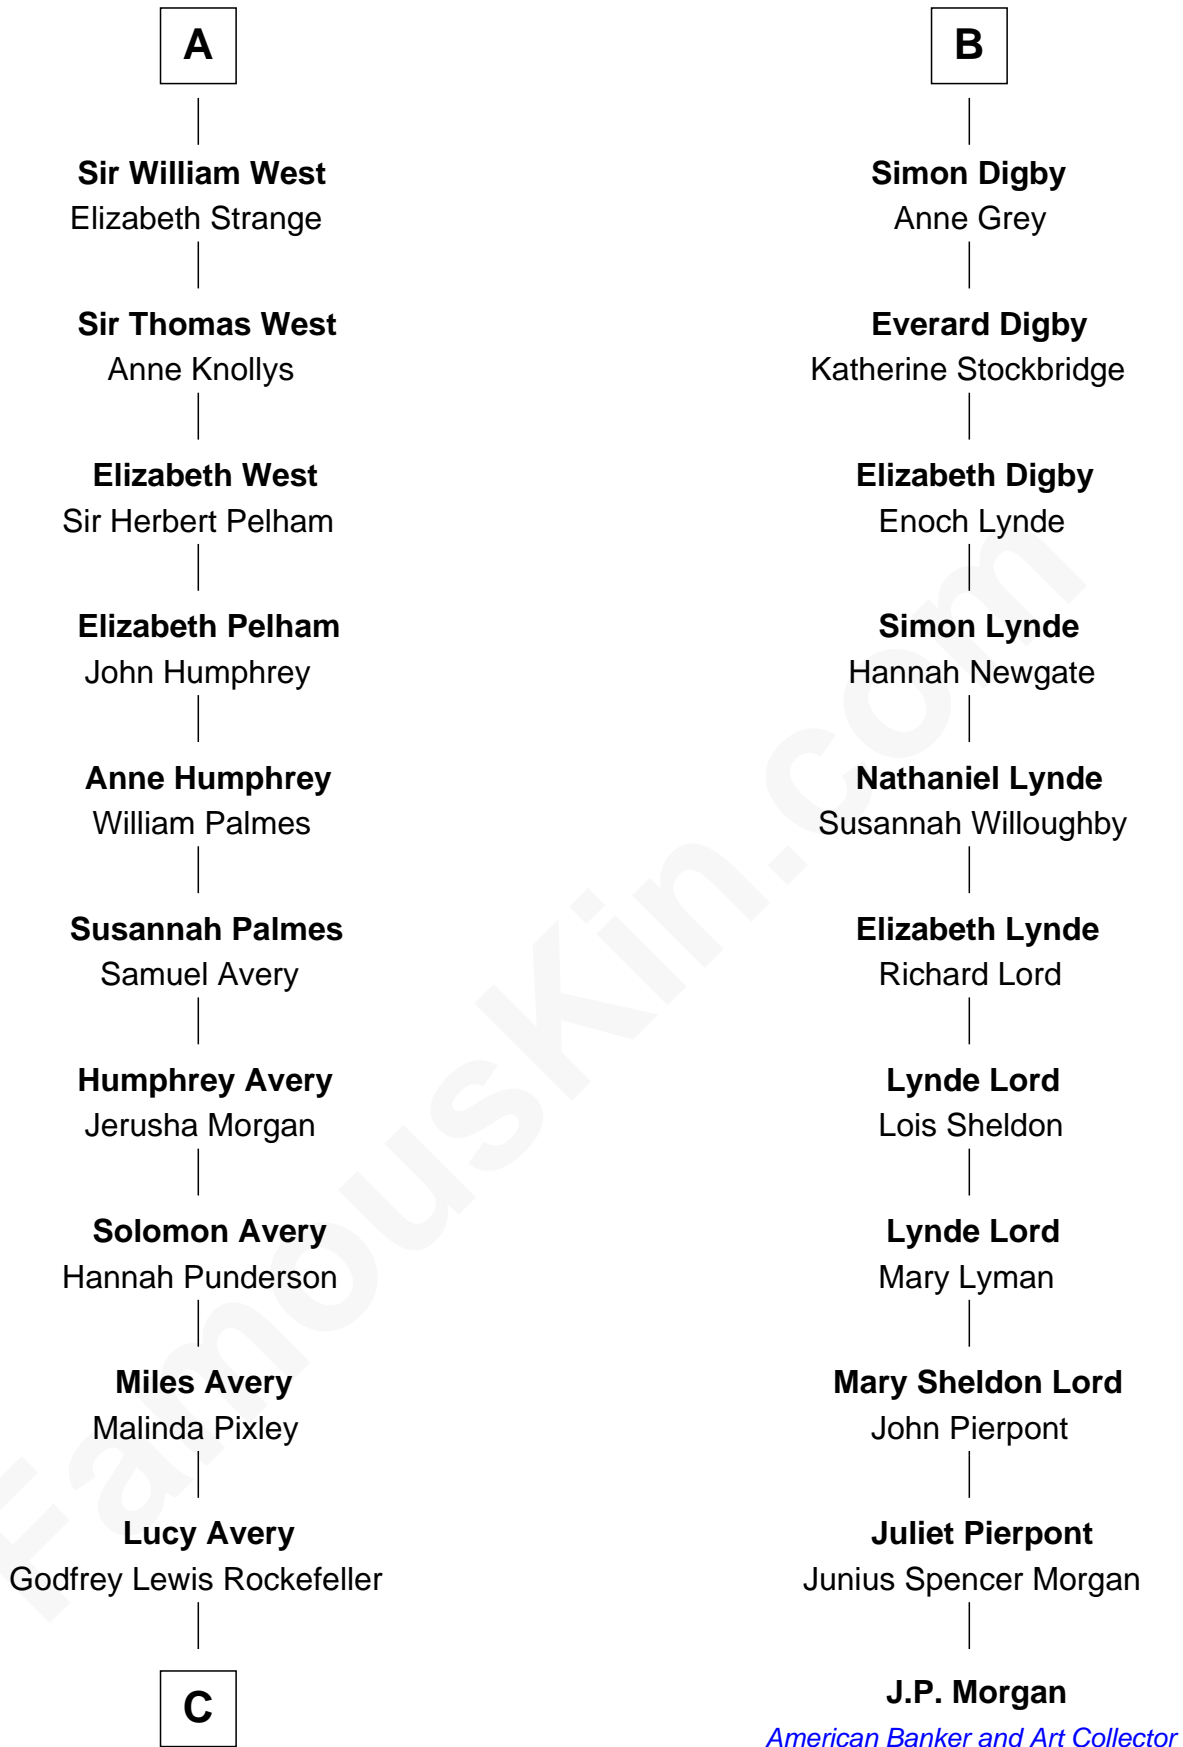 A
Sir William West
Elizabeth Strange
Sir Thomas West
Anne Knollys
Elizabeth West
Sir Herbert Pelham
Elizabeth Pelham
John Humphrey
Anne Humphrey
William Palmes
Susannah Palmes
Samuel Avery
Humphrey Avery
Jerusha Morgan
Solomon Avery
Hannah Punderson
Miles Avery
Malinda Pixley
Lucy Avery
Godfrey Lewis Rockefeller
C
B
Simon Digby
Anne Grey
Everard Digby
Katherine Stockbridge
Elizabeth Digby
Enoch Lynde
Simon Lynde
Hannah Newgate
Nathaniel Lynde
Susannah Willoughby
Elizabeth Lynde
Richard Lord
Lynde Lord
Lois Sheldon
Lynde Lord
Mary Lyman
Mary Sheldon Lord
John Pierpont
Juliet Pierpont
Junius Spencer Morgan
J.P. Morgan
American Banker and Art Collector
FamousKin.com